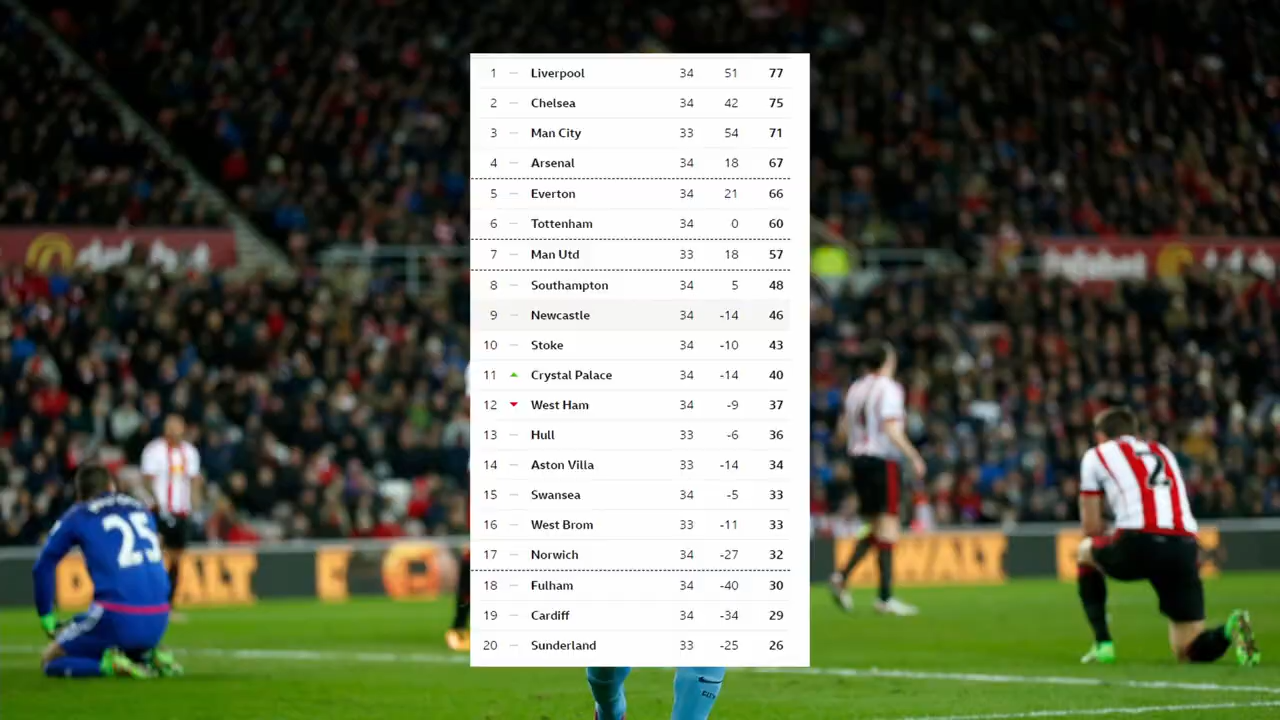 1 Liverpool 34 51 77
2 Chelsea 34 42 75
3 Man City 33 54 71
4 Arsenal 34 18 67
5 Everton 34 21 66
6 Tottenham 34 0 60
7 Man Utd 33 18 57
8 Southampton 34 5 48
9 Newcastle 34 -14 46
10 Stoke 34 -10 43
11 Crystal Palace 34 -14 40
12 West Ham 34 -9 37
13 Hull 33 -6 36
14 Aston Villa 33 -14 34
15 Swansea 34 -5 33
16 West Brom 33 -11 33
17 Norwich 34 -27 32
18 Fulham 34 -40 30
19 Cardiff 34 -34 29
20 Sunderland 33 -25 26
25
2